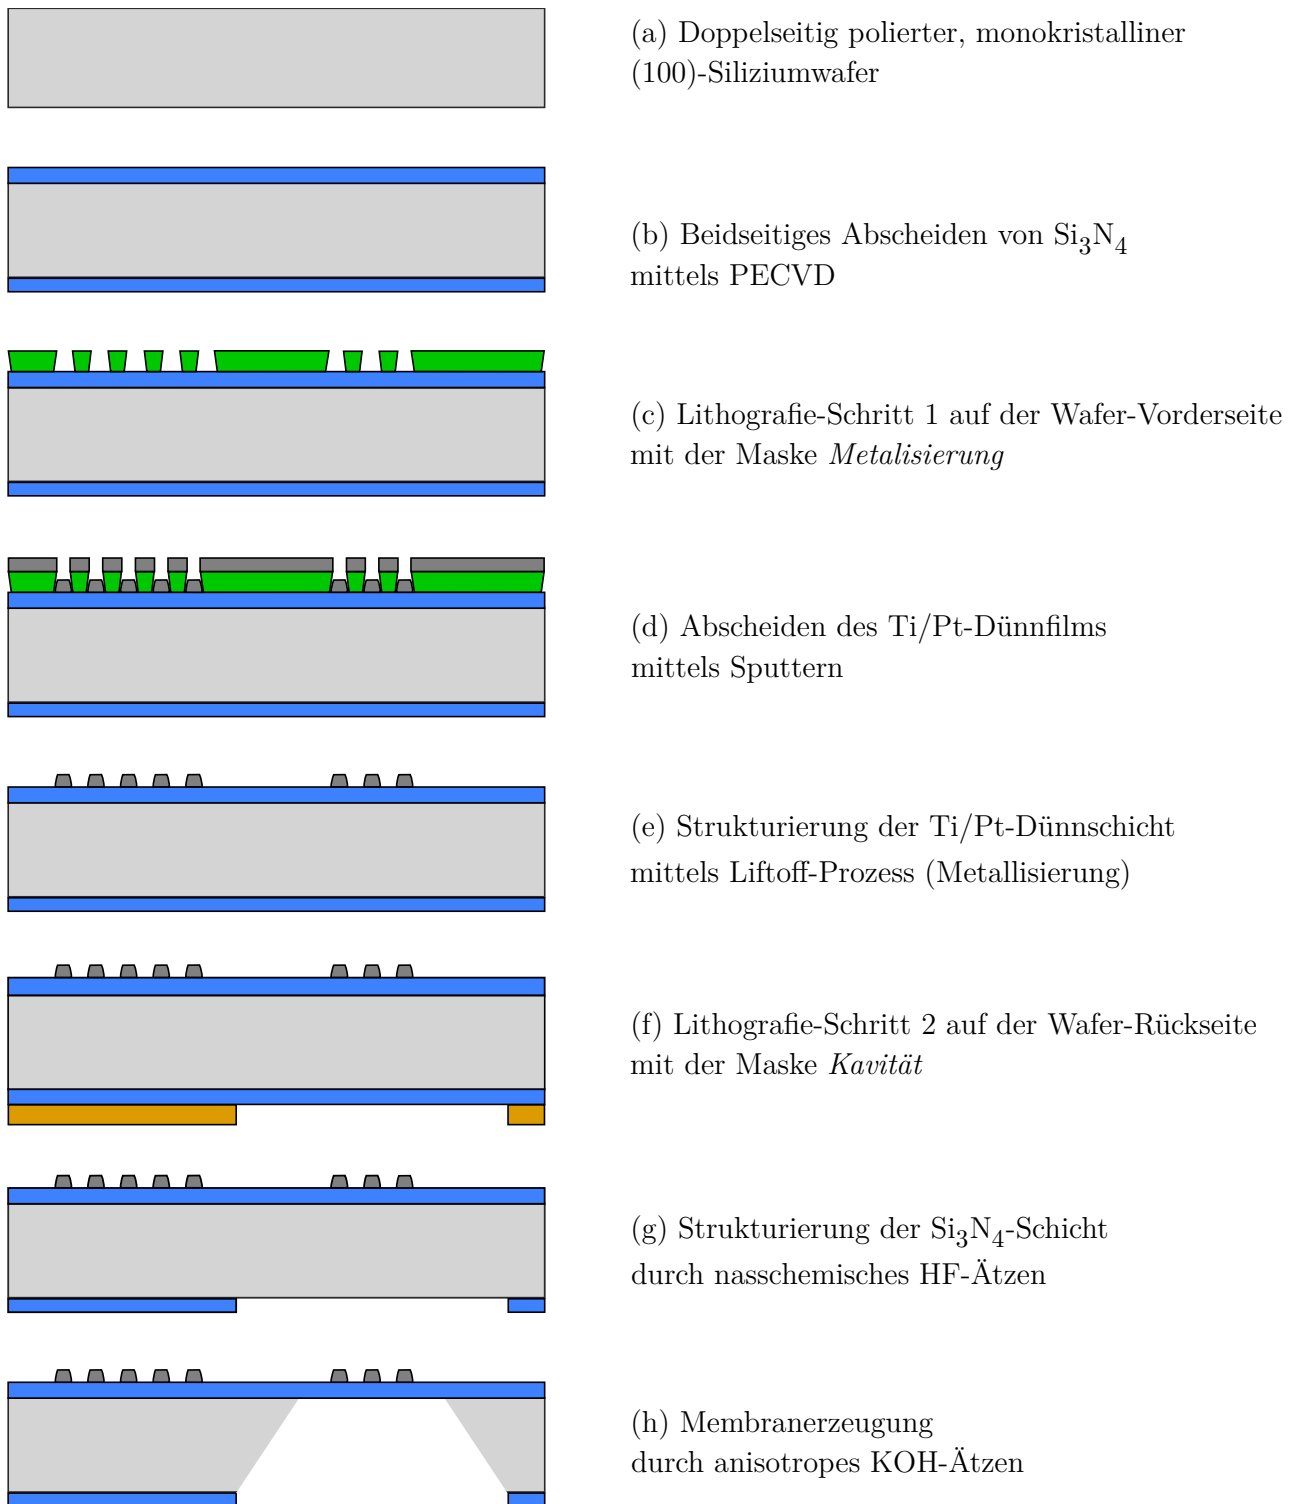 (a) Doppelseitig polierter, monokristalliner
(100)-Siliziumwafer
(b) Beidseitiges Abscheiden von Si₃N₄
mittels PECVD
(c) Lithografie-Schritt 1 auf der Wafer-Vorderseite
mit der Maske Metalisierung
(d) Abscheiden des Ti/Pt-Dünnfilms
mittels Sputtern
(e) Strukturierung der Ti/Pt-Dünnschicht
mittels Liftoff-Prozess (Metallisierung)
(f) Lithografie-Schritt 2 auf der Wafer-Rückseite
mit der Maske Kavität
(g) Strukturierung der Si₃N₄-Schicht
durch nasschemisches HF-Ätzen
(h) Membranerzeugung
durch anisotropes KOH-Ätzen